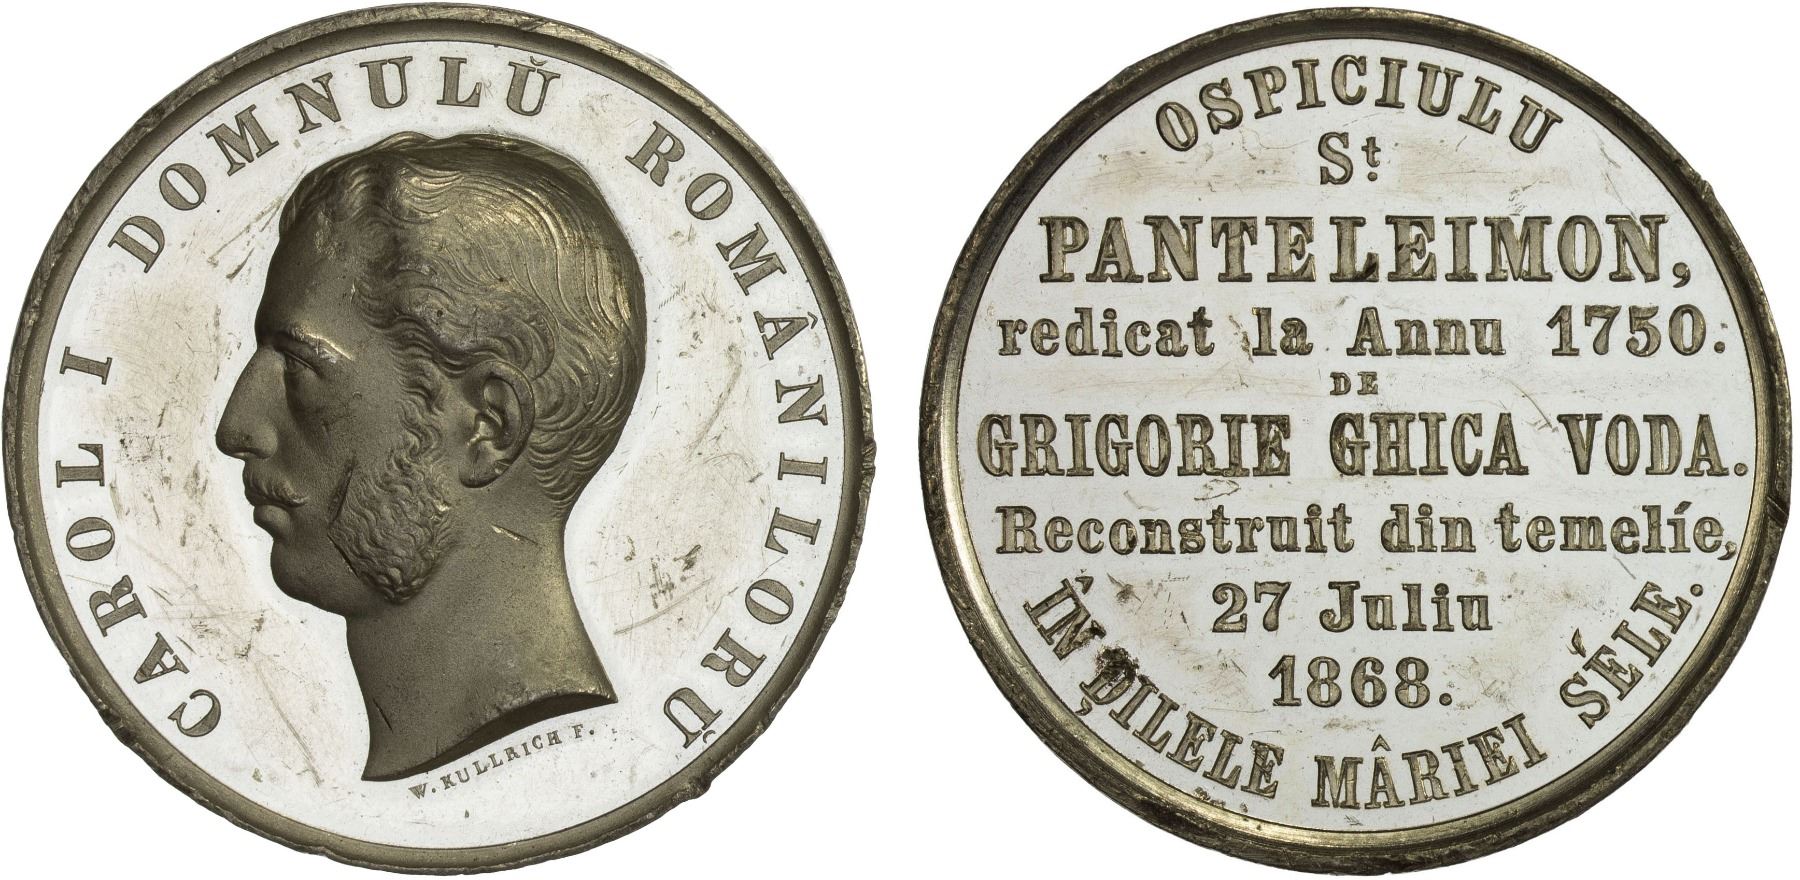 CAROL I DOMNULŬ ROMÂNILORŬ
W. KULLRICH F.
OSPICIULU
St.
PANTELEIMON,
redicat la Annu 1750.
DE
GRIGORIE GHICA VODA.
Reconstruit din temelíe,
27 Juliu
1868.
ÎN D̦ILELE MÂRIEI SÉLE.